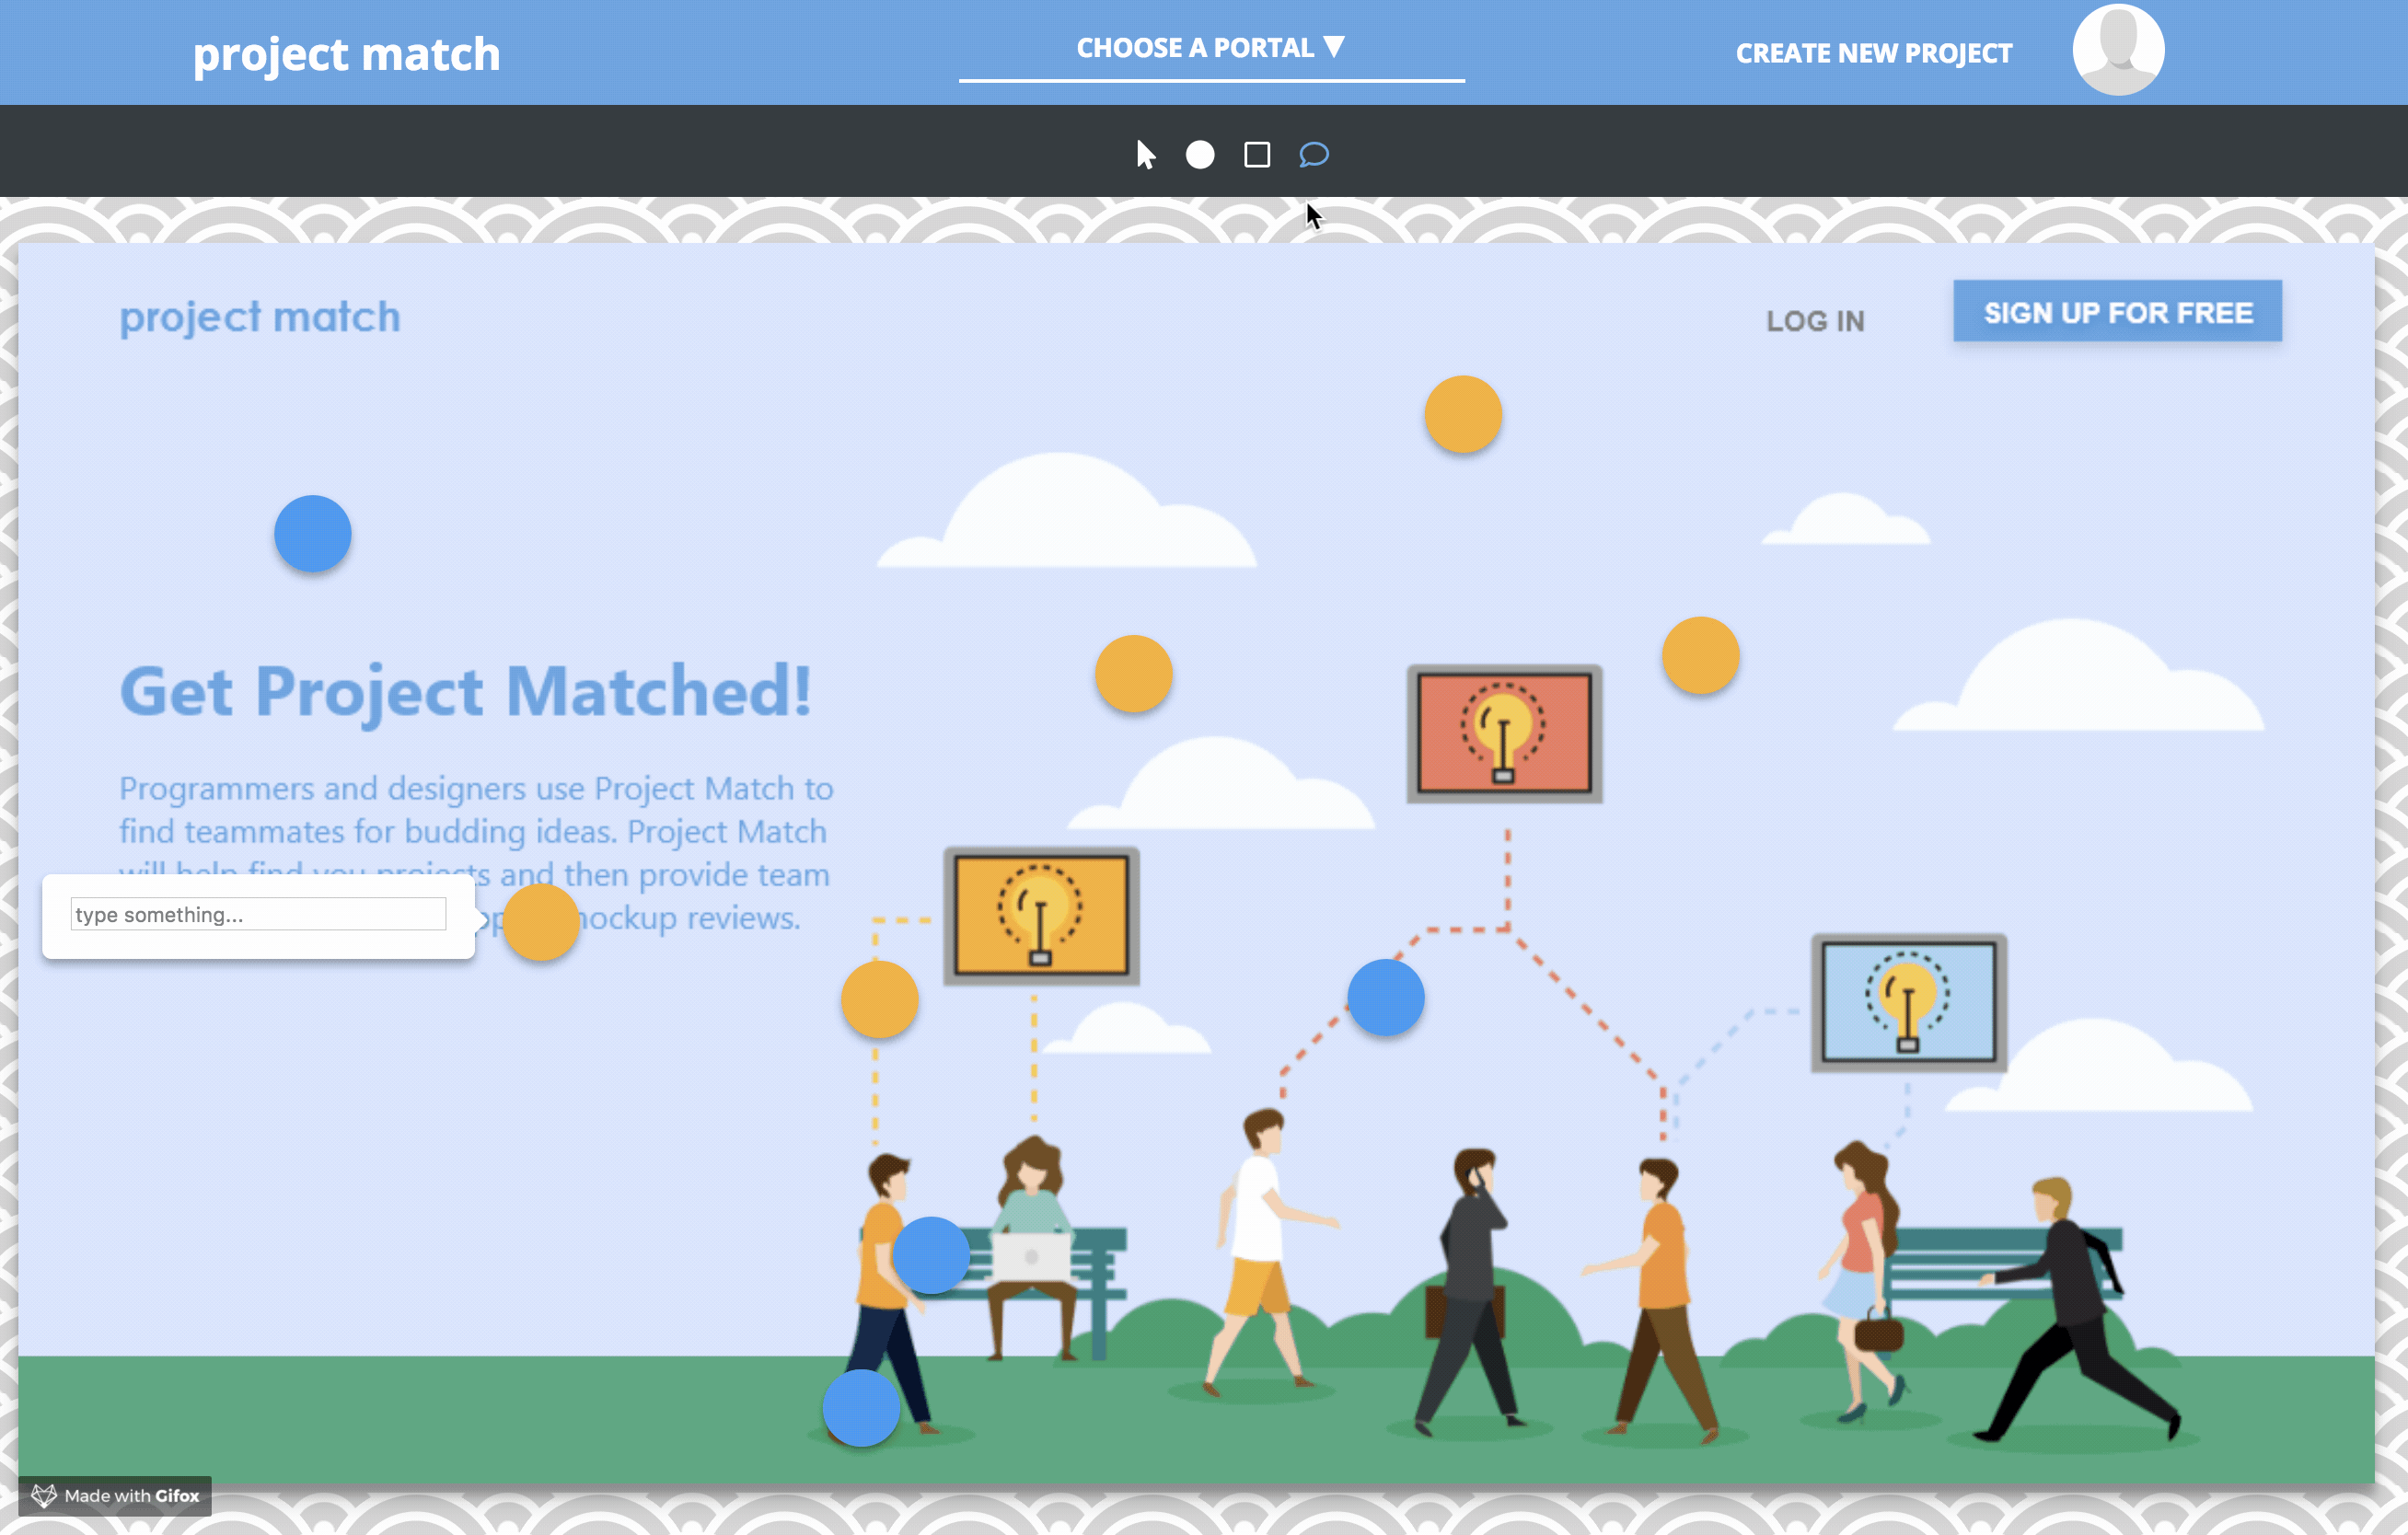 project match
CHOOSE A PORTAL ▼
CREATE NEW PROJECT
project match
LOG IN
SIGN UP FOR FREE
Get Project Matched!
Programmers and designers use Project Match to
find teammates for budding ideas. Project Match
will help find you projects and then provide team
mockup reviews.
type something...
Made with Gifox